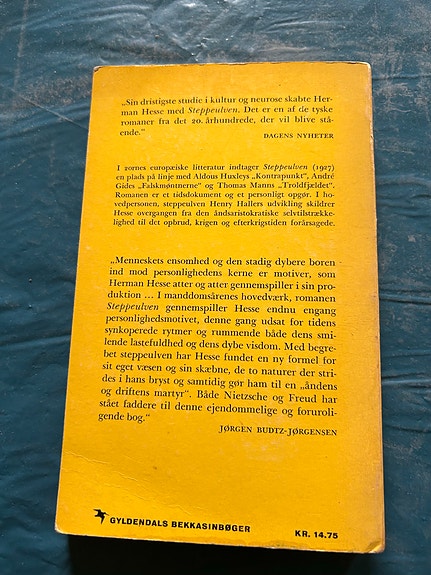 „Sin dristigste studie i kultur og neurose skabte Her-
man Hesse med Steppeulven. Det er en af de tyske
romaner fra det 20. århundrede, der vil blive stå-
ende.“
DAGENS NYHETER
I 20rnes europæiske litteratur indtager Steppeulven (1927)
en plads på linje med Aldous Huxleys „Kontrapunkt“, André
Gides „Falskmøntnerne“ og Thomas Manns „Troldfjældet“.
Romanen er et tidsdokument og et personligt opgør. I ho-
vedpersonen, steppeulven Henry Hallers udvikling skildrer
Hesse overgangen fra den åndsaristokratiske selvtilstrække-
lighed til det opbrud, krigen og efterkrigstiden forårsagede.
„Menneskets ensomhed og den stadig dybere boren
ind mod personlighedens kerne er motiver, som
Herman Hesse atter og atter gennemspiller i sin pro-
duktion ... I manddomsårenes hovedværk, romanen
Steppeulven gennemspiller Hesse endnu engang
personlighedsmotivet, denne gang udsat for tidens
synkoperede rytmer og rummende både dens smi-
lende lastefuldhed og dens dybe visdom. Med begre-
bet steppeulven har Hesse fundet en ny formel for
sit eget væsen og sin skæbne, de to naturer der stri-
des i hans bryst og samtidig gør ham til en „åndens
og driftens martyr“. Både Nietzsche og Freud har
stået faddere til denne ejendommelige og foruroli-
gende bog.“
JØRGEN BUDTZ-JØRGENSEN
GYLDENDALS BEKKASINBØGER
KR. 14.75